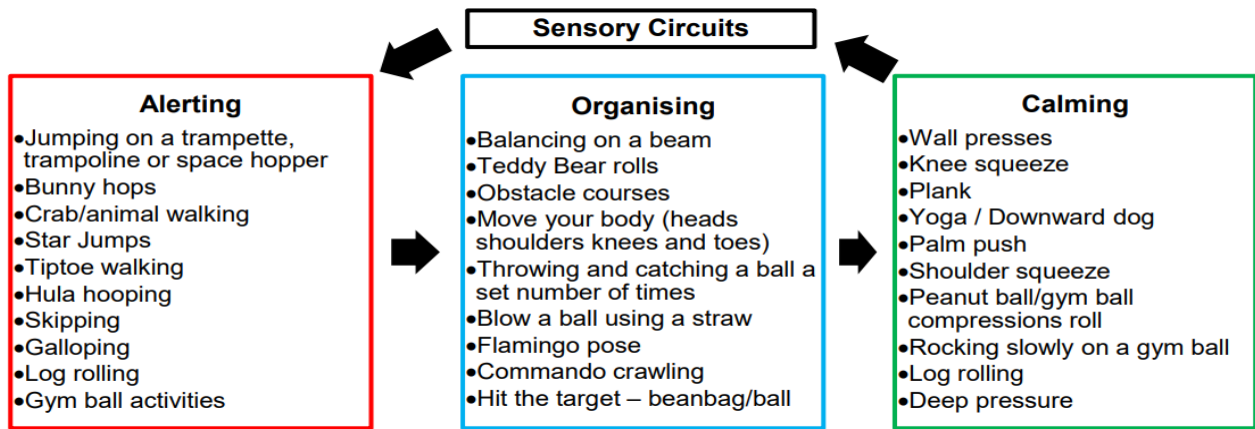 Sensory Circuits
Alerting
•Jumping on a trampette,
trampoline or space hopper
•Bunny hops
•Crab/animal walking
•Star Jumps
•Tiptoe walking
•Hula hooping
•Skipping
•Galloping
•Log rolling
•Gym ball activities
Organising
•Balancing on a beam
•Teddy Bear rolls
•Obstacle courses
•Move your body (heads
shoulders knees and toes)
•Throwing and catching a ball a
set number of times
•Blow a ball using a straw
•Flamingo pose
•Commando crawling
•Hit the target – beanbag/ball
Calming
•Wall presses
•Knee squeeze
•Plank
•Yoga / Downward dog
•Palm push
•Shoulder squeeze
•Peanut ball/gym ball
compressions roll
•Rocking slowly on a gym ball
•Log rolling
•Deep pressure